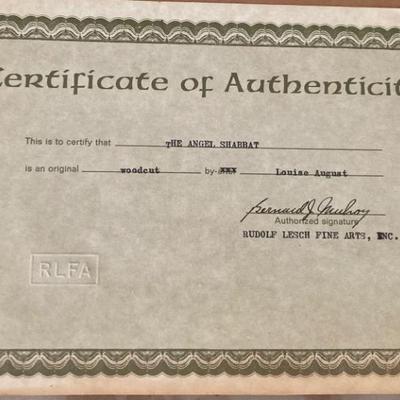 Certificate of Authenticit
This is to certify that THE ANGEL SHABBAT
is an original woodcut by Louise August
Authorized signature
RUDOLF LESCH FINE ARTS, INC.
RLFA